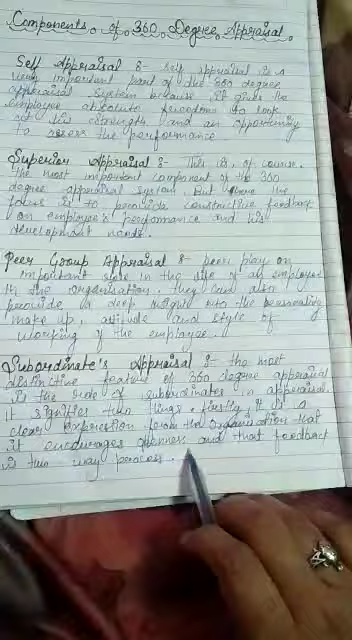 Components of 360 Degree Appraisal.
Self Appraisal :- self appraisal is a
very important part of the 360 degree
appraisal system because it gives the
employee absolute freedom to look
at his strengths and an opportunity
to assess the performance
Superior Appraisal :- This is, of course,
the most important component of the 360
degree appraisal system. But here the
focus is to provide constructive feedback
on employee's performance and his
development needs.
Peer Group Appraisal :- peer play an
important role in the life of an employee
in the organisation. they can also
provide a deep insight into the personality
make up, attitude and style of
working of the employee.
Subordinate's Appraisal :- the most
distinctive feature of 360 degree appraisal
is the role of subordinates in appraisal.
it signifies two things. firstly, it is a
clear expression from the organisation that
it encourages openness and that feedback
is two way process.